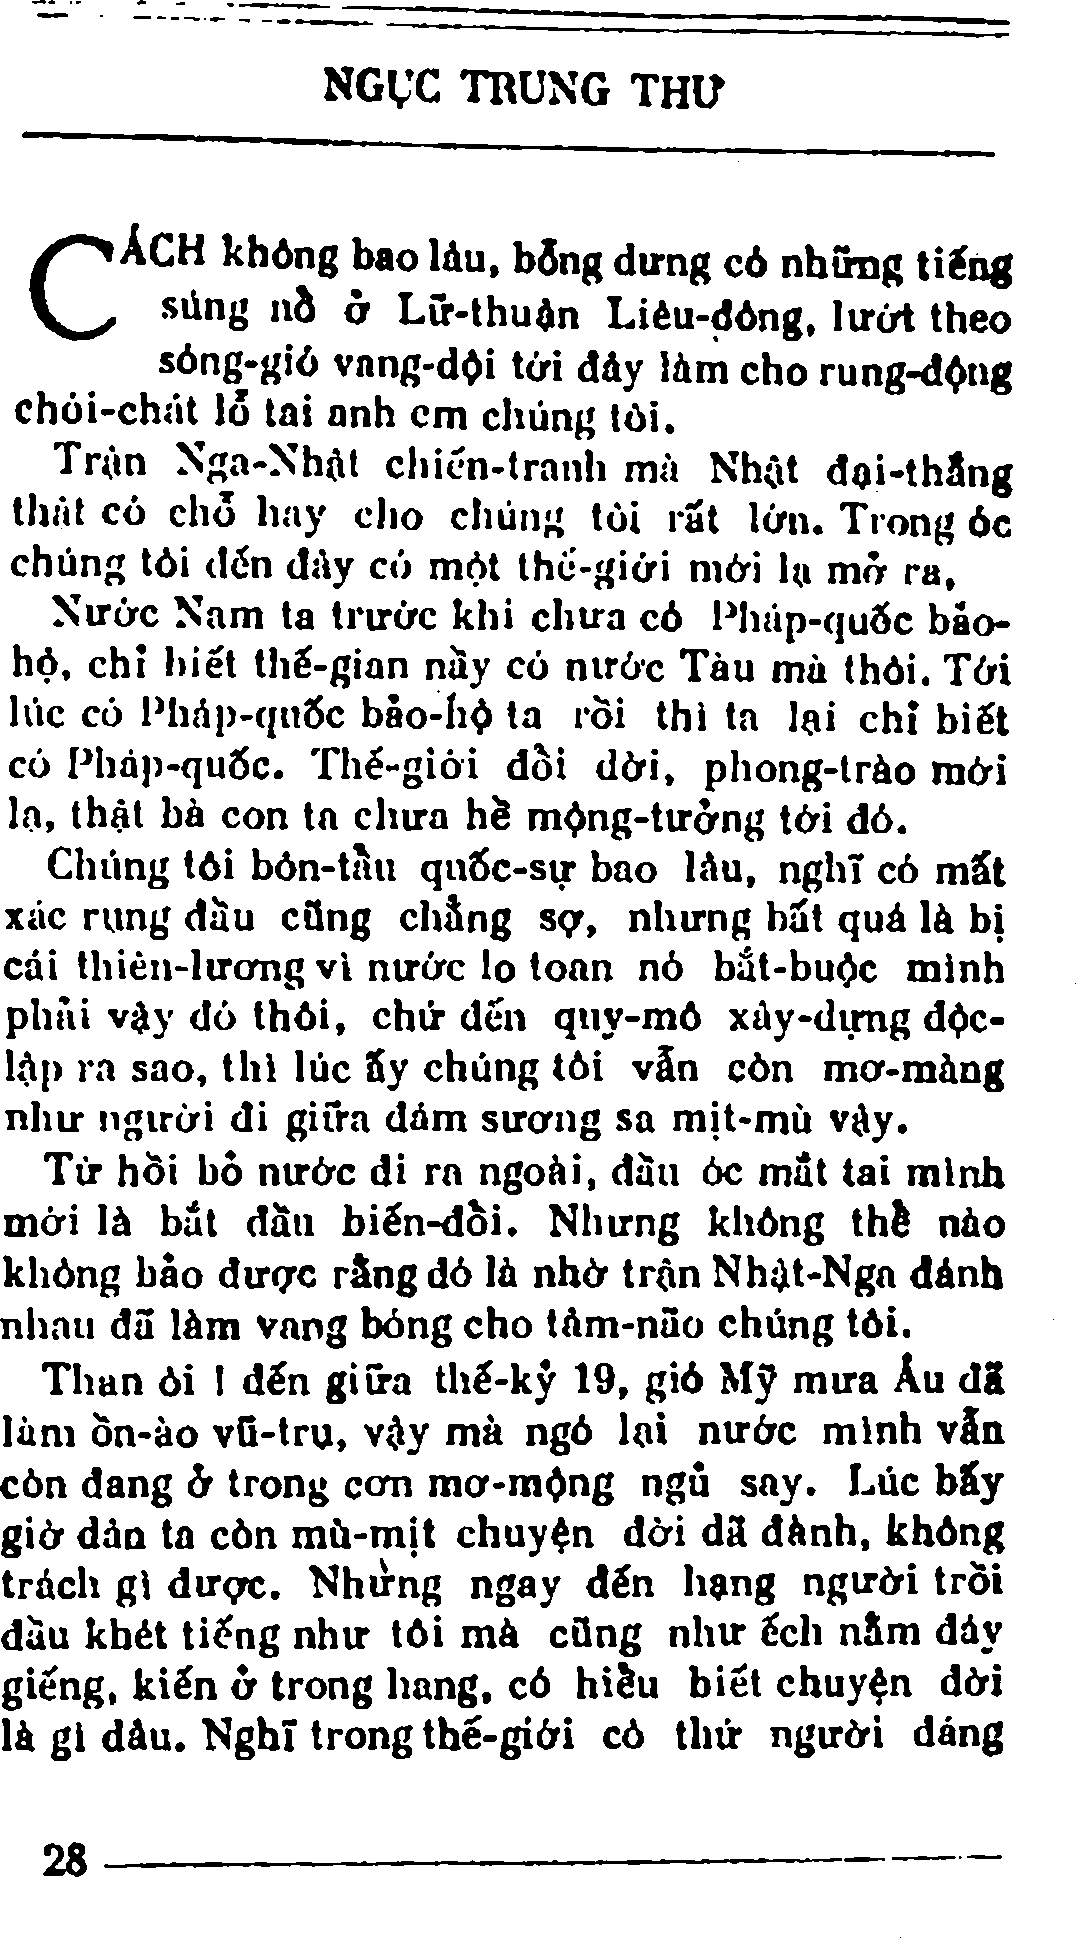 NGỤC TRUNG THƯ
CÁCH không bao lâu, bỗng dưng có những tiếng
súng nổ ở Lữ-thuận Liêu-đông, lướt theo
sóng-gió vang-dội tới đây làm cho rung-động
chói-chát lỗ tai anh em chúng tôi.
Trận Nga-Nhật chiến-tranh mà Nhật đại-thắng
thật có chỗ hay cho chúng tôi rất lớn. Trong óc
chúng tôi đến đây có một thế-giới mới lạ mở ra,
Nước Nam ta trước khi chưa có Pháp-quốc bảo-
hộ, chỉ biết thế-gian nầy có nước Tàu mà thôi. Tới
lúc có Pháp-quốc bảo-hộ ta rồi thì ta lại chỉ biết
có Pháp-quốc. Thế-giới đổi dời, phong-trào mới
lạ, thật bà con ta chưa hề mộng-tưởng tới đó.
Chúng tôi bôn-tẩu quốc-sự bao lâu, nghĩ có mất
xác rụng đầu cũng chẳng sợ, nhưng bất quá là bị
cái thiên-lương vì nước lo toan nó bắt-buộc mình
phải vậy đó thôi, chứ đến quy-mô xây-dựng độc-
lập ra sao, thì lúc ấy chúng tôi vẫn còn mơ-màng
như người đi giữa đám sương sa mịt-mù vậy.
Từ hồi bỏ nước đi ra ngoài, đầu óc mắt tai mình
mới là bắt đầu biến-đổi. Nhưng không thể nào
không bảo được rằng đó là nhờ trận Nhật-Nga đánh
nhau đã làm vang bóng cho tâm-não chúng tôi.
Than ôi ! đến giữa thế-kỷ 19, gió Mỹ mưa Âu đã
làm ồn-ào vũ-trụ, vậy mà ngó lại nước mình vẫn
còn đang ở trong cơn mơ-mộng ngủ say. Lúc bấy
giờ dân ta còn mù-mịt chuyện đời đã đành, không
trách gì được. Những ngay đến hạng người trồi
đầu khét tiếng như tôi mà cũng như ếch nằm đáy
giếng, kiến ở trong hang, có hiểu biết chuyện đời
là gì đâu. Nghĩ trong thế-giới có thứ người đáng
28